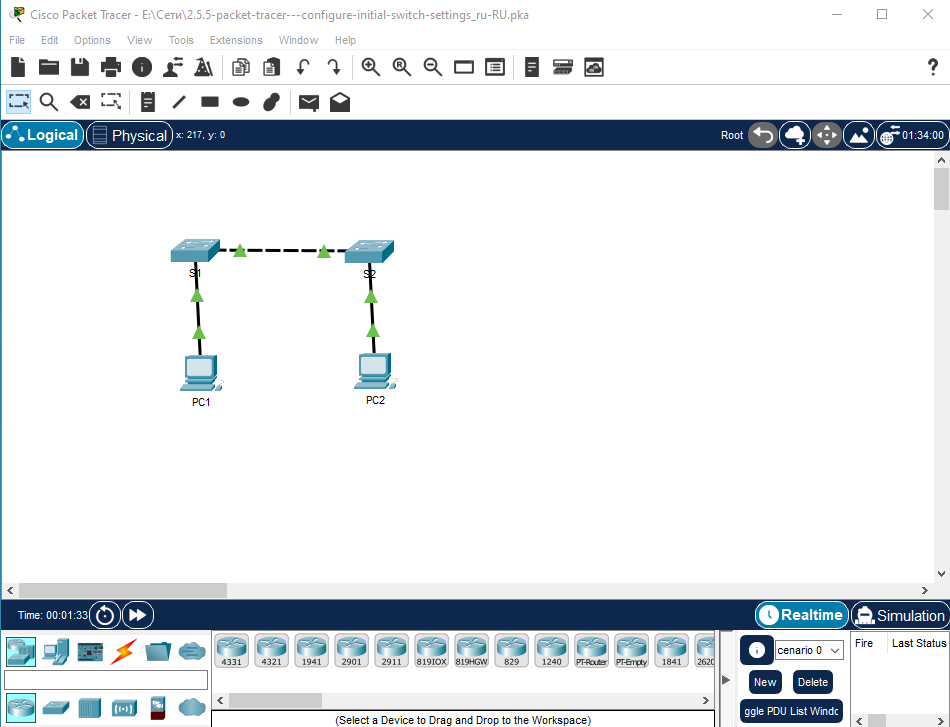 Cisco Packet Tracer - E:\Сети\2.5.5-packet-tracer---configure-initial-switch-settings_ru-RU.pka
File Edit Options View Tools Extensions Window Help
Logical Physical x: 217, y: 0 Root 01:34:00
S1 S2
PC1 PC2
Time: 00:01:33 Realtime Simulation
4331 4321 1941 2901 2911 819IOX 819HGW 829 1240 PT-Router PT-Empty 1841 2620
cenario 0 Fire Last Status
New Delete
ggle PDU List Windo
(Select a Device to Drag and Drop to the Workspace)